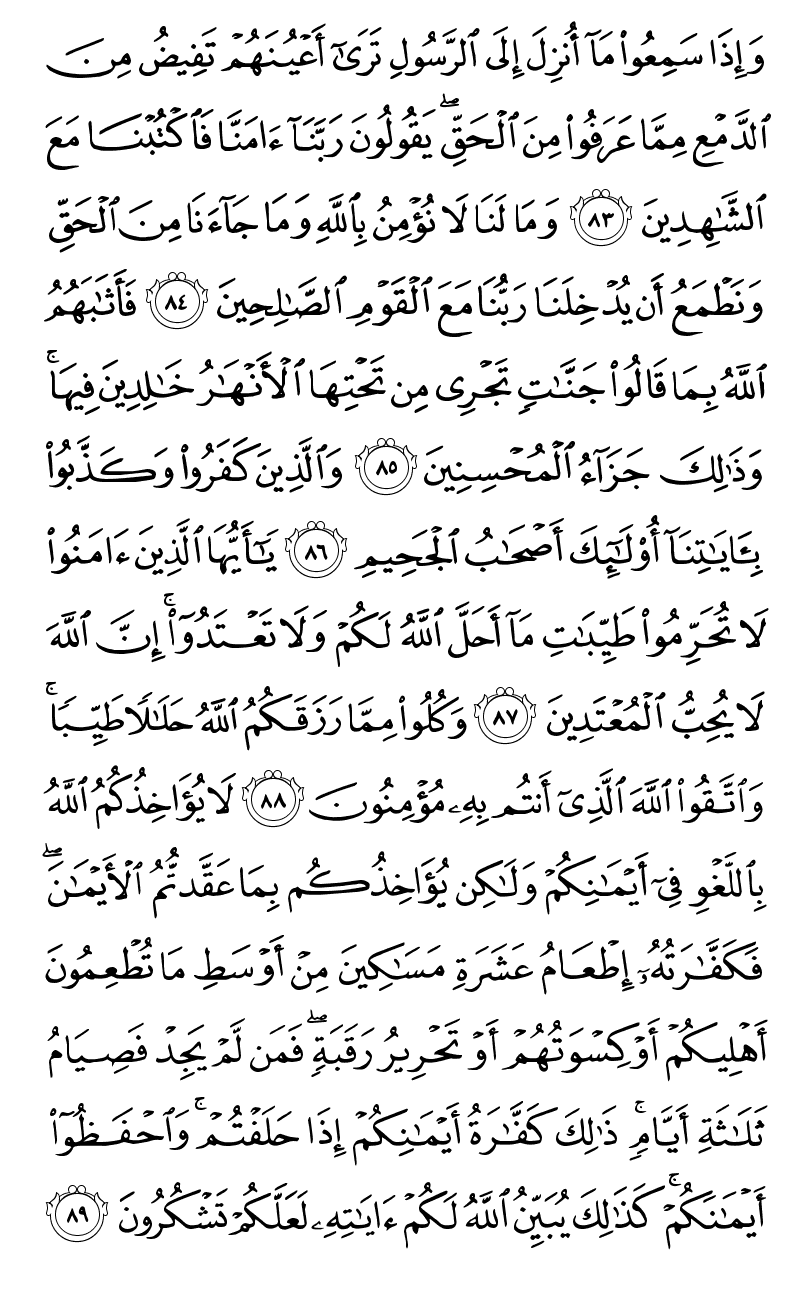 وَإِذَا سَمِعُوا۟ مَآ أُنزِلَ إِلَى ٱلرَّسُولِ تَرَىٰٓ أَعْيُنَهُمْ تَفِيضُ مِنَ
ٱلدَّمْعِ مِمَّا عَرَفُوا۟ مِنَ ٱلْحَقِّ ۖ يَقُولُونَ رَبَّنَآ ءَامَنَّا فَٱكْتُبْنَا مَعَ
ٱلشَّـٰهِدِينَ ٨٣ وَمَا لَنَا لَا نُؤْمِنُ بِٱللَّهِ وَمَا جَآءَنَا مِنَ ٱلْحَقِّ
وَنَطْمَعُ أَن يُدْخِلَنَا رَبُّنَا مَعَ ٱلْقَوْمِ ٱلصَّـٰلِحِينَ ٨٤ فَأَثَـٰبَهُمُ
ٱللَّهُ بِمَا قَالُوا۟ جَنَّـٰتٍ تَجْرِى مِن تَحْتِهَا ٱلْأَنْهَـٰرُ خَـٰلِدِينَ فِيهَا ۚ
وَذَٰلِكَ جَزَآءُ ٱلْمُحْسِنِينَ ٨٥ وَٱلَّذِينَ كَفَرُوا۟ وَكَذَّبُوا۟
بِـَٔايَـٰتِنَآ أُو۟لَـٰٓئِكَ أَصْحَـٰبُ ٱلْجَحِيمِ ٨٦ يَـٰٓأَيُّهَا ٱلَّذِينَ ءَامَنُوا۟
لَا تُحَرِّمُوا۟ طَيِّبَـٰتِ مَآ أَحَلَّ ٱللَّهُ لَكُمْ وَلَا تَعْتَدُوٓا۟ ۚ إِنَّ ٱللَّهَ
لَا يُحِبُّ ٱلْمُعْتَدِينَ ٨٧ وَكُلُوا۟ مِمَّا رَزَقَكُمُ ٱللَّهُ حَلَـٰلًا طَيِّبًا ۚ
وَٱتَّقُوا۟ ٱللَّهَ ٱلَّذِىٓ أَنتُم بِهِۦ مُؤْمِنُونَ ٨٨ لَا يُؤَاخِذُكُمُ ٱللَّهُ
بِٱللَّغْوِ فِىٓ أَيْمَـٰنِكُمْ وَلَـٰكِن يُؤَاخِذُكُم بِمَا عَقَّدتُّمُ ٱلْأَيْمَـٰنَ ۖ
فَكَفَّـٰرَتُهُۥٓ إِطْعَامُ عَشَرَةِ مَسَـٰكِينَ مِنْ أَوْسَطِ مَا تُطْعِمُونَ
أَهْلِيكُمْ أَوْ كِسْوَتُهُمْ أَوْ تَحْرِيرُ رَقَبَةٍ ۖ فَمَن لَّمْ يَجِدْ فَصِيَامُ
ثَلَـٰثَةِ أَيَّامٍ ۚ ذَٰلِكَ كَفَّـٰرَةُ أَيْمَـٰنِكُمْ إِذَا حَلَفْتُمْ ۚ وَٱحْفَظُوٓا۟
أَيْمَـٰنَكُمْ ۚ كَذَٰلِكَ يُبَيِّنُ ٱللَّهُ لَكُمْ ءَايَـٰتِهِۦ لَعَلَّكُمْ تَشْكُرُونَ ٨٩